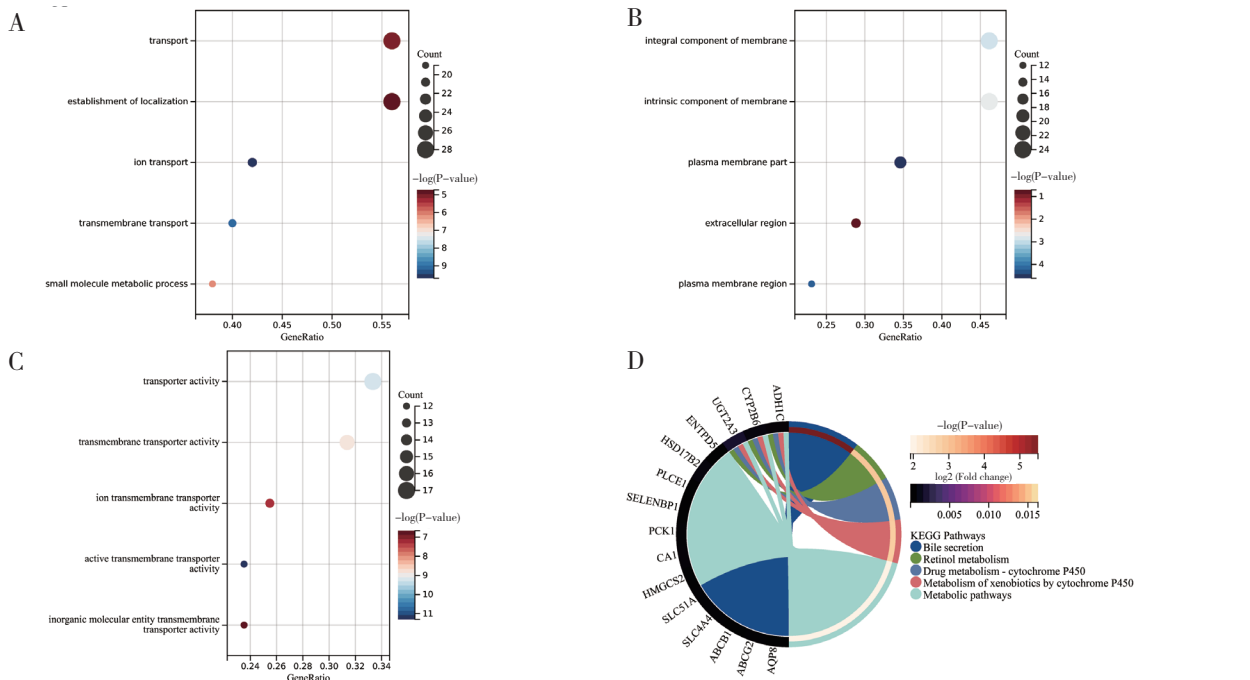 A
transport
establishment of localization
ion transport
transmembrane transport
small molecule metabolic process
0.40 0.45 0.50 0.55
GeneRatio
Count
20
22
24
26
28
−log(P−value)
5
6
7
8
9
B
integral component of membrane
intrinsic component of membrane
plasma membrane part
extracellular region
plasma membrane region
0.25 0.30 0.35 0.40 0.45
GeneRatio
Count
12
14
16
18
20
22
24
−log(P−value)
1
2
3
4
C
transporter activity
transmembrane transporter activity
ion transmembrane transporter
activity
active transmembrane transporter
activity
inorganic molecular entity transmembrane
transporter activity
0.24 0.26 0.28 0.30 0.32 0.34
GeneRatio
Count
12
13
14
15
16
17
−log(P−value)
7
8
9
10
11
D
ADH1C
CYP2B6
UGT2A3
ENTPD5
HSD17B2
PLCE1
SELENBP1
PCK1
CA1
HMGCS2
SLC51A
SLC4A4
ABCB1
ABCG2
AQP8
−log(P−value)
2 3 4 5
log2 (Fold change)
0.005 0.010 0.015
KEGG Pathways
Bile secretion
Retinol metabolism
Drug metabolism - cytochrome P450
Metabolism of xenobiotics by cytochrome P450
Metabolic pathways